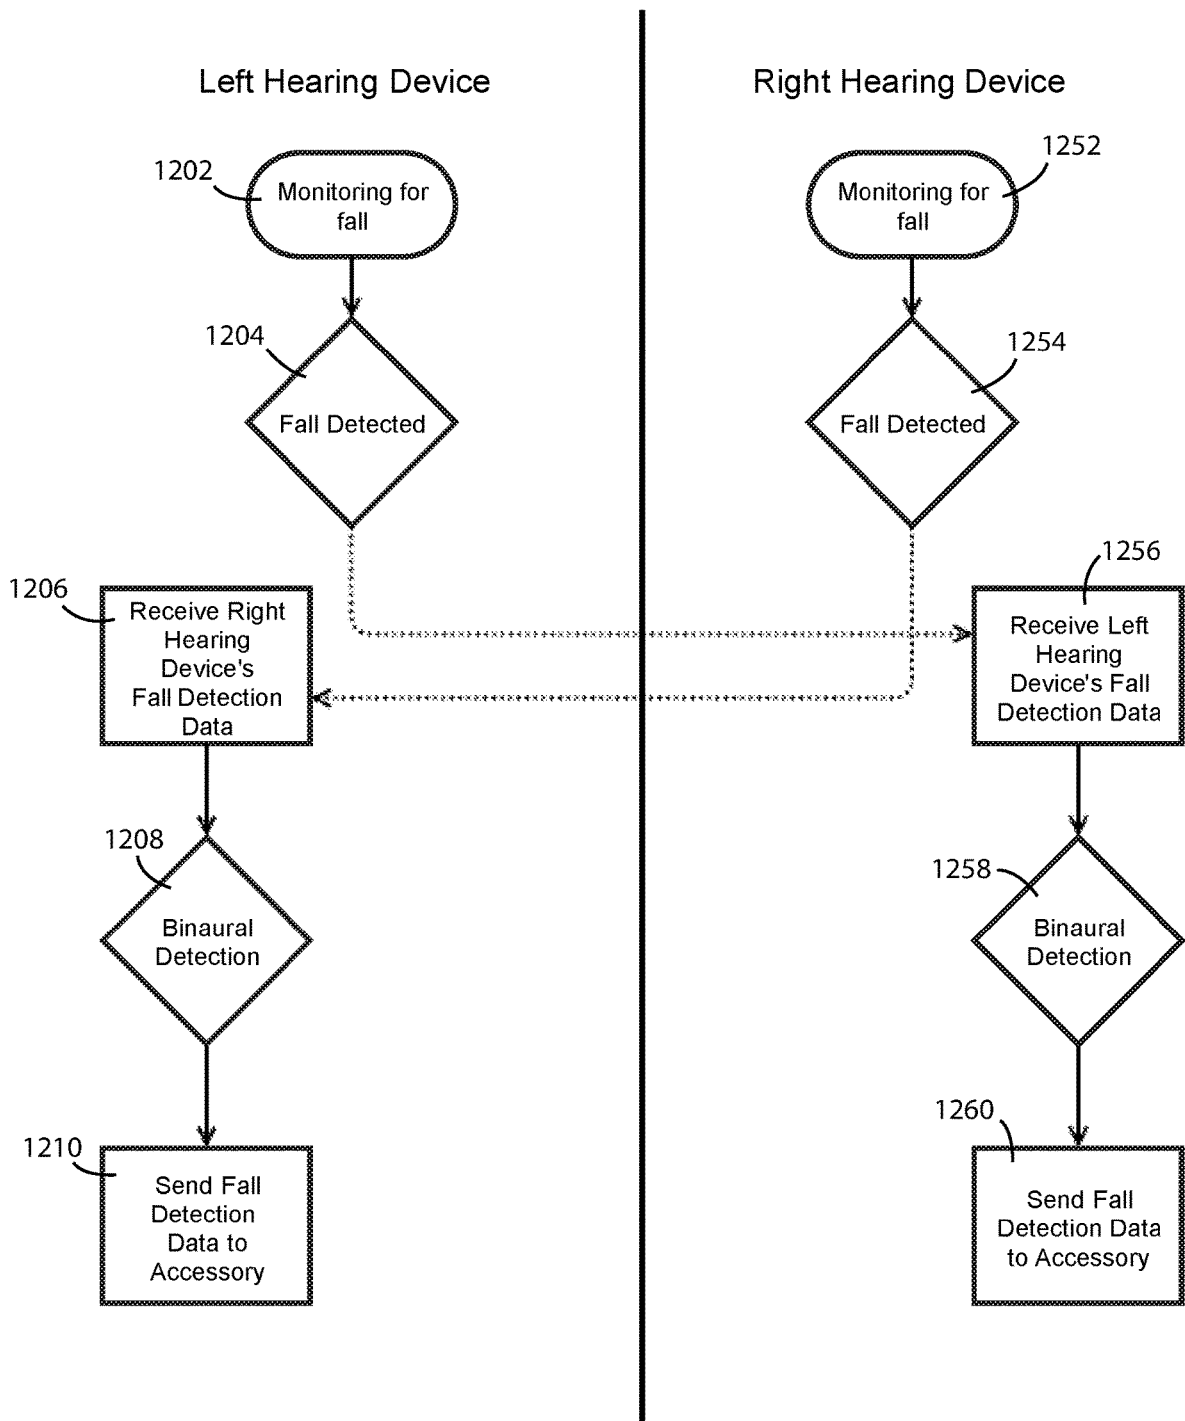 Left Hearing Device
Right Hearing Device
1202
Monitoring for
fall
1252
Monitoring for
fall
1204
Fall Detected
1254
Fall Detected
1206
Receive Right
Hearing
Device's
Fall Detection
Data
1256
Receive Left
Hearing
Device's Fall
Detection Data
1208
Binaural
Detection
1258
Binaural
Detection
1210
Send Fall
Detection
Data to
Accessory
1260
Send Fall
Detection Data
to Accessory